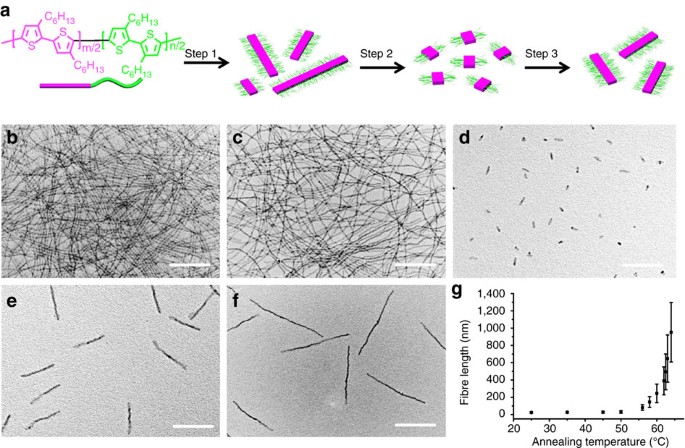 a
C₆H₁₃ C₆H₁₃
S S m/2 S S n/2
C₆H₁₃ C₆H₁₃
Step 1 Step 2 Step 3
b c d
e f g
Fibre length (nm)
1,400
1,200
1,000
800
600
400
200
0
20 30 40 50 60
Annealing temperature (°C)